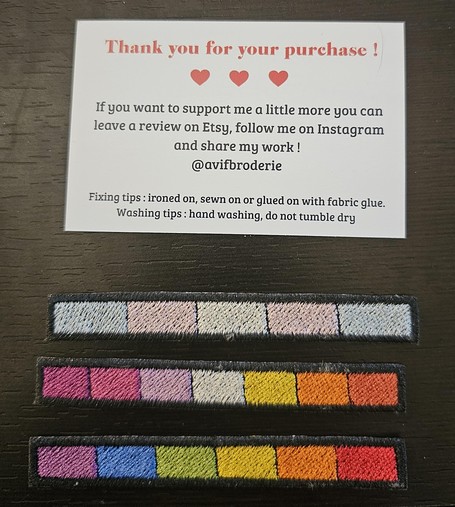 Thank you for your purchase !
If you want to support me a little more you can
leave a review on Etsy, follow me on Instagram
and share my work !
@avifbroderie
Fixing tips : ironed on, sewn on or glued on with fabric glue.
Washing tips : hand washing, do not tumble dry